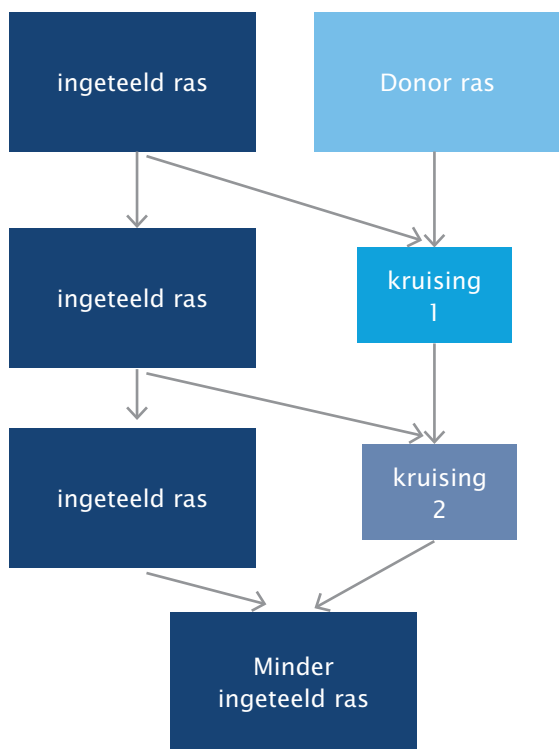 ingeteeld ras
Donor ras
ingeteeld ras
kruising
1
ingeteeld ras
kruising
2
Minder
ingeteeld ras